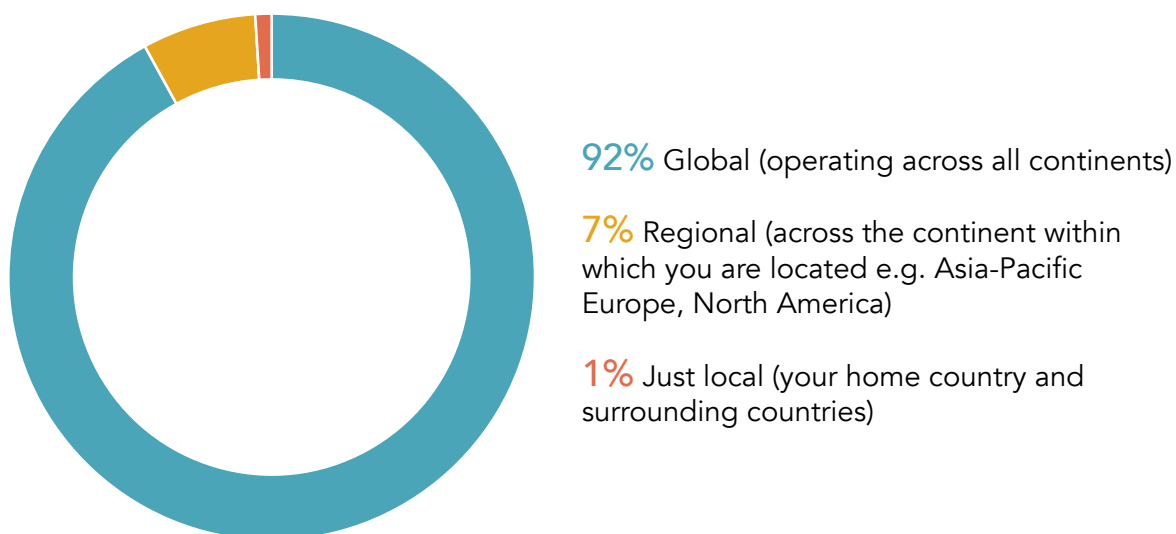 92% Global (operating across all continents)
7% Regional (across the continent within
which you are located e.g. Asia-Pacific
Europe, North America)
1% Just local (your home country and
surrounding countries)